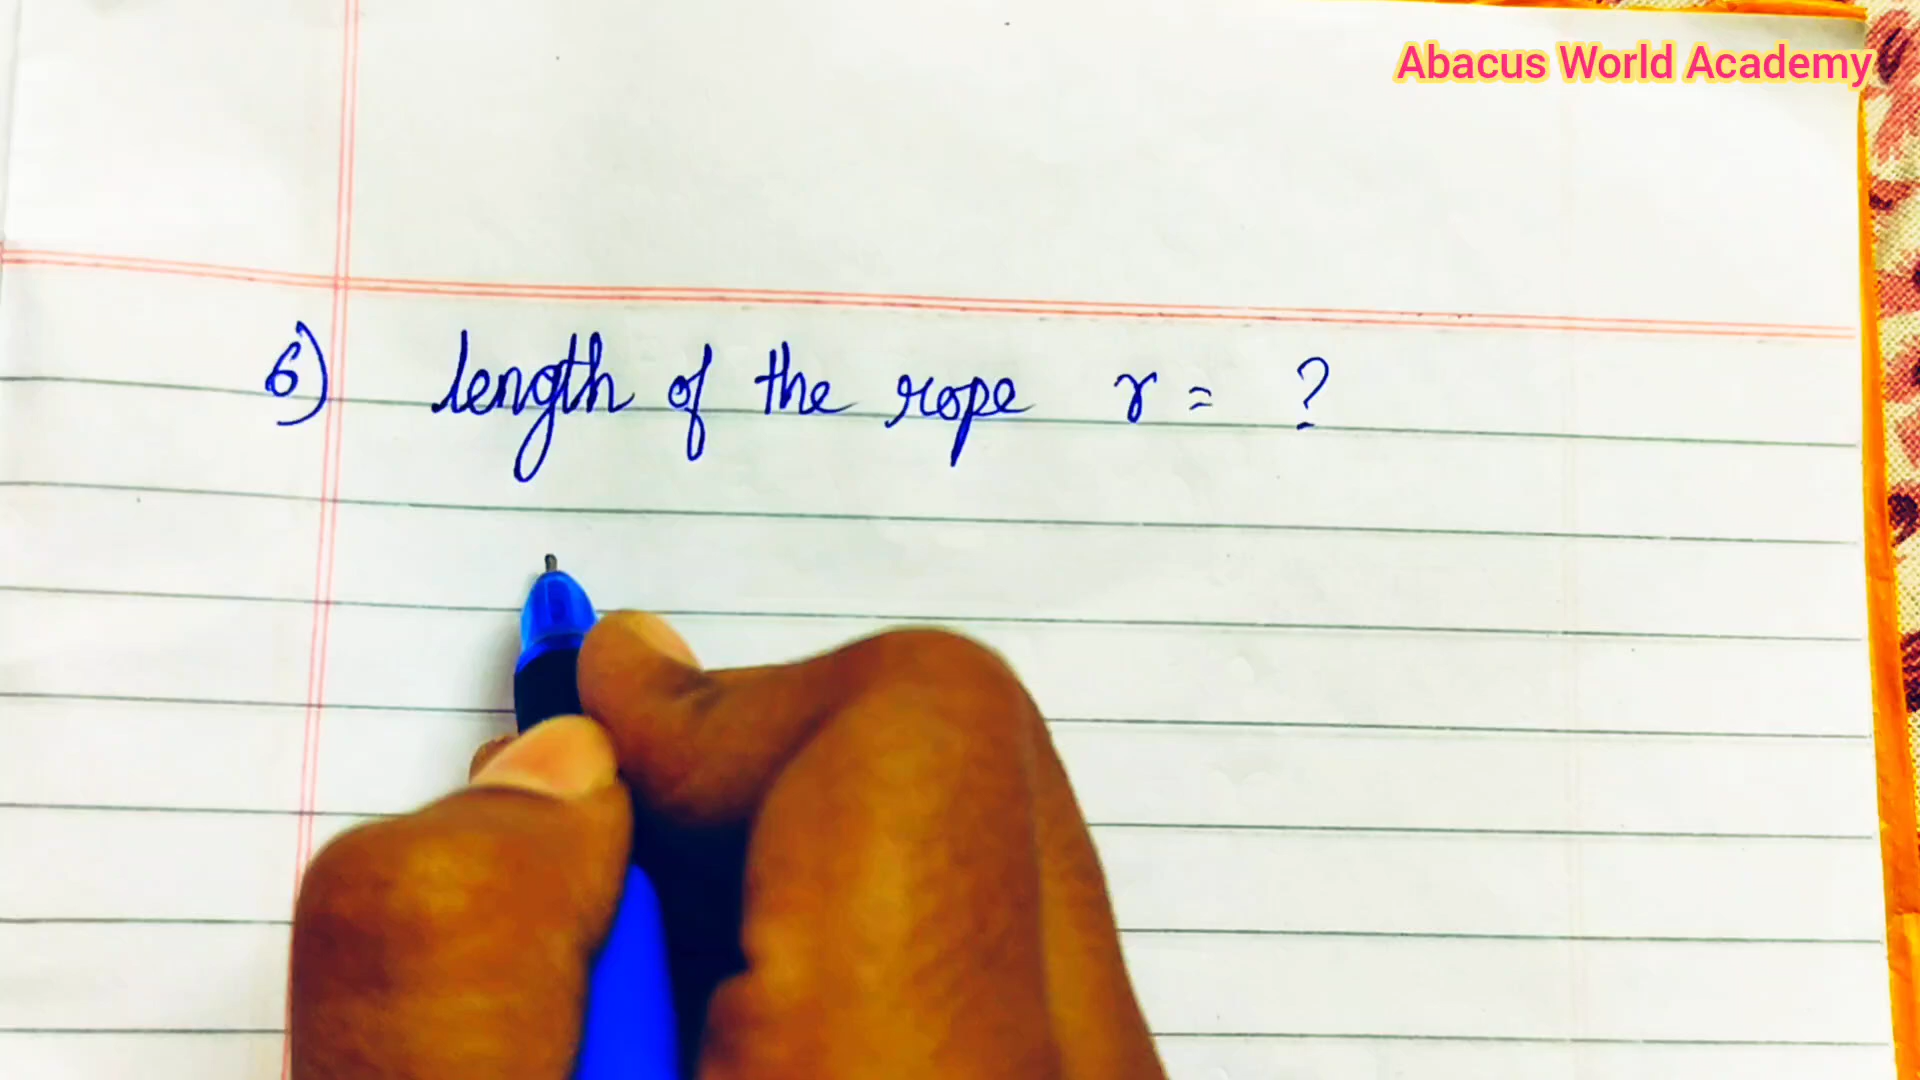 Abacus World Academy
6) length of the rope r = ?